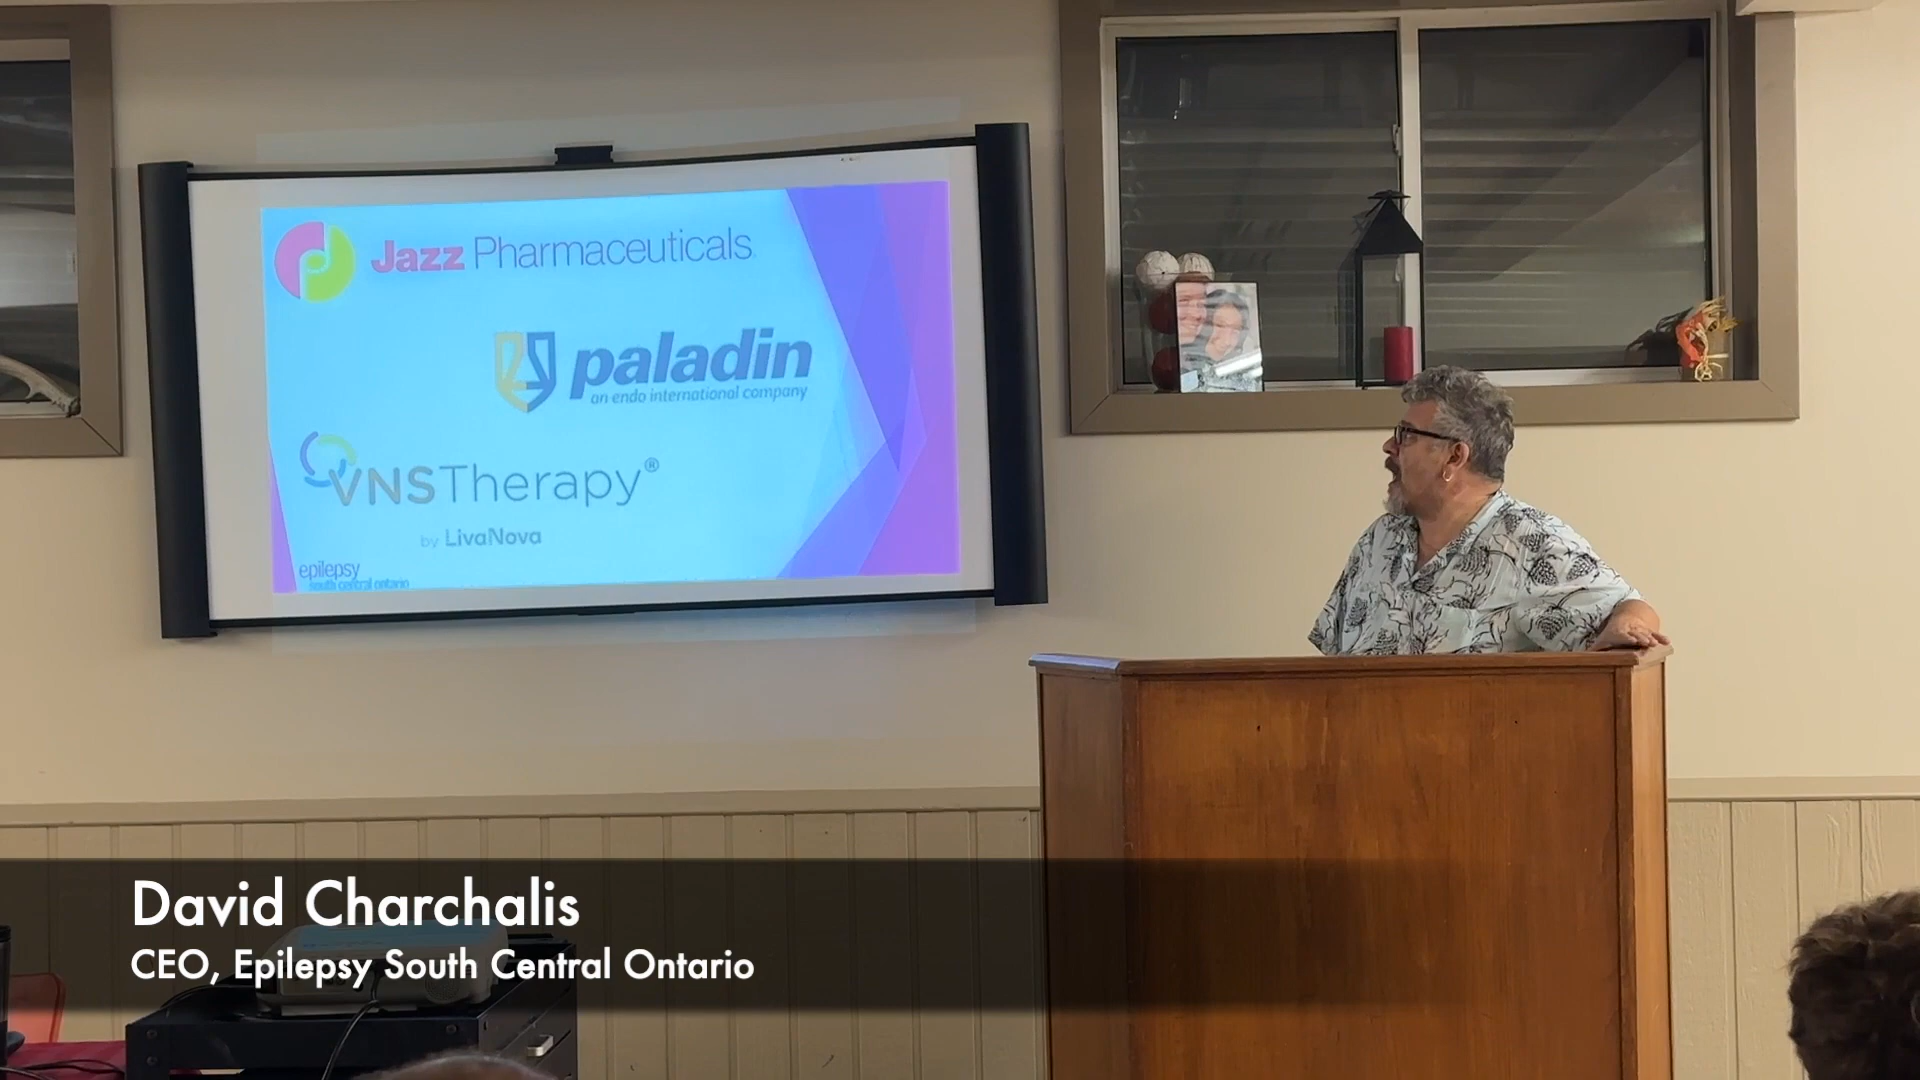 Jazz Pharmaceuticals
paladin
an endo international company
VNSTherapy®
by LivaNova
epilepsy
south central ontario
David Charchalis
CEO, Epilepsy South Central Ontario